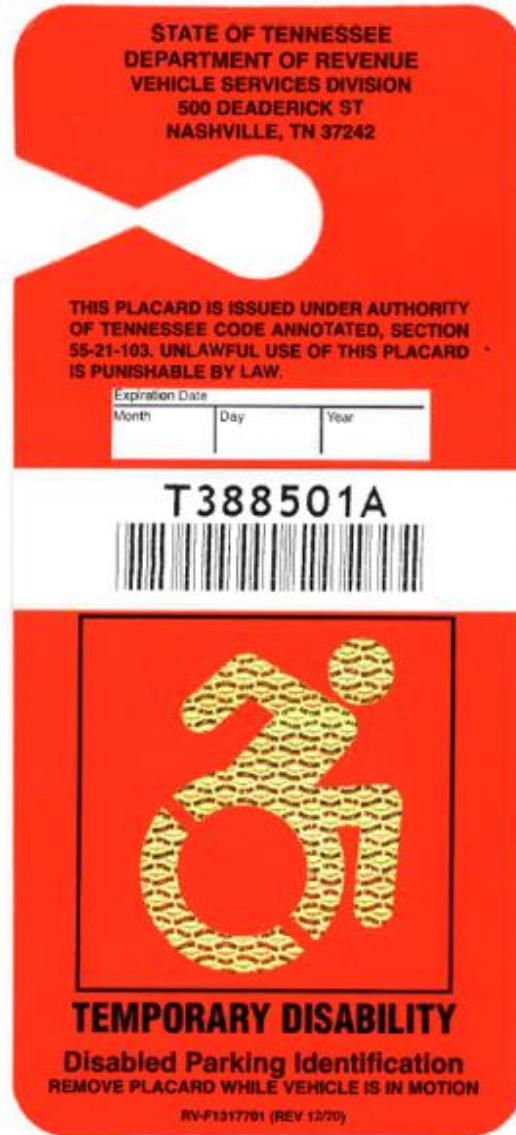 STATE OF TENNESSEE
DEPARTMENT OF REVENUE
VEHICLE SERVICES DIVISION
500 DEADERICK ST
NASHVILLE, TN 37242
THIS PLACARD IS ISSUED UNDER AUTHORITY
OF TENNESSEE CODE ANNOTATED, SECTION
55-21-103. UNLAWFUL USE OF THIS PLACARD
IS PUNISHABLE BY LAW.
Expiration Date
Month Day Year
T388501A
TEMPORARY DISABILITY
Disabled Parking Identification
REMOVE PLACARD WHILE VEHICLE IS IN MOTION
RV-F1317701 (REV 12/20)